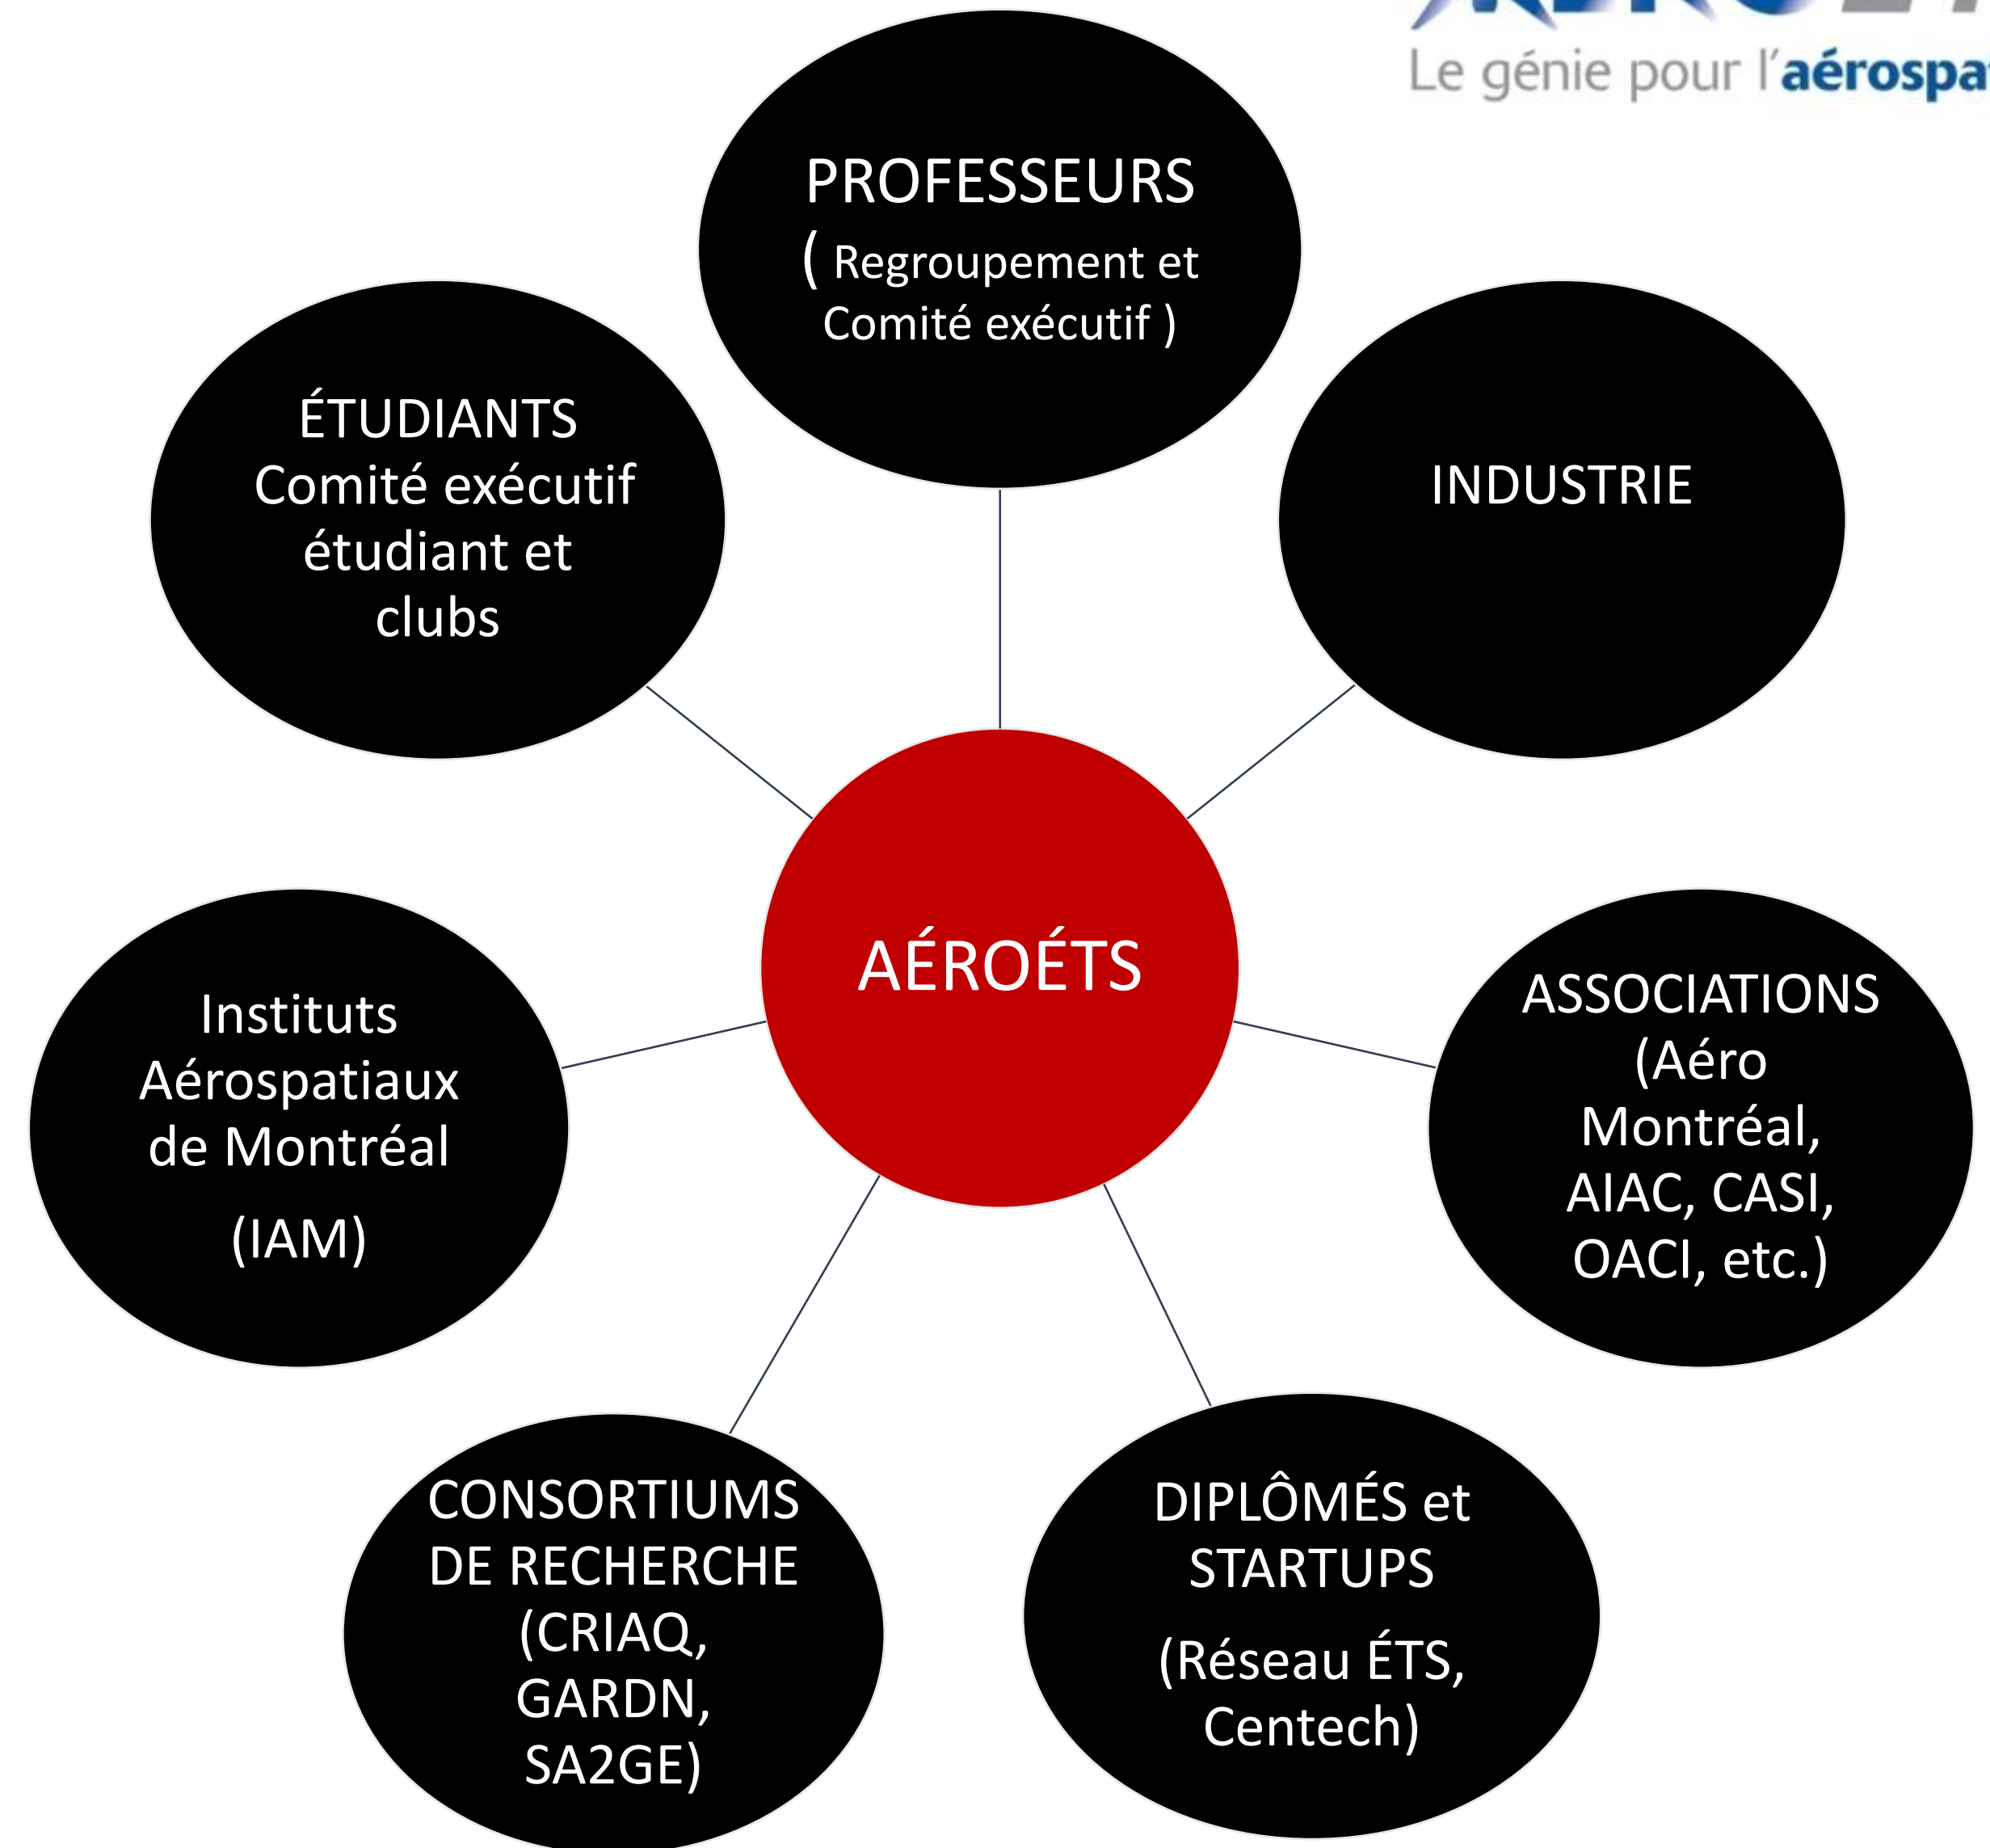 Le génie pour l'aérospa
PROFESSEURS
( Regroupement et
Comité exécutif )
ÉTUDIANTS
Comité exécutif
étudiant et
clubs
INDUSTRIE
AÉROÉTS
Instituts
Aérospatiaux
de Montréal
(IAM)
ASSOCIATIONS
(Aéro
Montréal,
AIAC, CASI,
OACI, etc.)
CONSORTIUMS
DE RECHERCHE
(CRIAQ,
GARDN,
SA2GE)
DIPLÔMÉS et
STARTUPS
(Réseau ÉTS,
Centech)